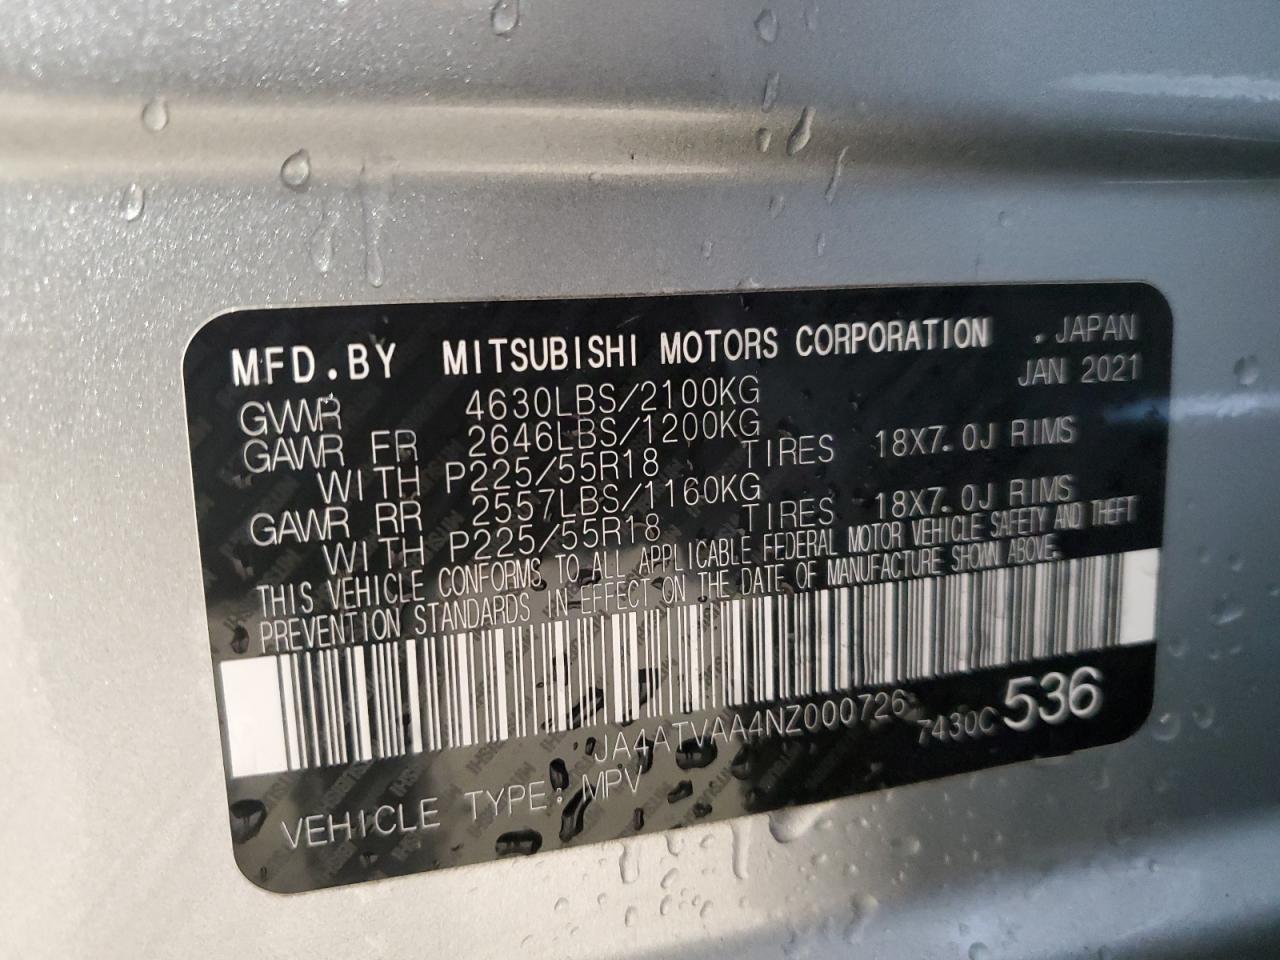 MFD.BY MITSUBISHI MOTORS CORPORATION . JAPAN
JAN 2021
GVWR 4630LBS/2100KG
GAWR FR 2646LBS/1200KG
WITH P225/55R18 TIRES 18X7.0J RIMS
GAWR RR 2557LBS/1160KG
WITH P225/55R18 TIRES 18X7.0J RIMS
THIS VEHICLE CONFORMS TO ALL APPLICABLE FEDERAL MOTOR VEHICLE SAFETY AND THEFT
PREVENTION STANDARDS IN EFFECT ON THE DATE OF MANUFACTURE SHOWN ABOVE.
JA4ATVAA4NZ000726 7430C 536
VEHICLE TYPE: MPV